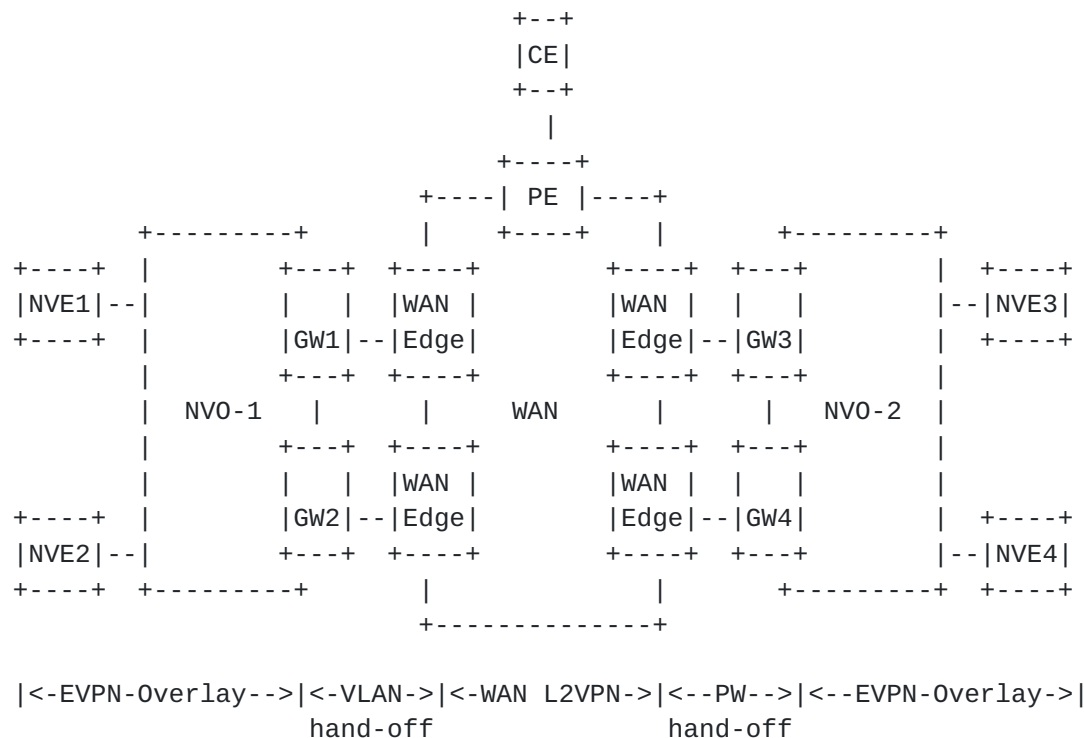 CE
PE
NVE1 WAN WAN NVE3
GW1 Edge Edge GW3
NVO-1 WAN NVO-2
WAN WAN
GW2 Edge Edge GW4
NVE2 NVE4
|<-EVPN-Overlay-->|<-VLAN->|<-WAN L2VPN->|<--PW-->|<--EVPN-Overlay->|
hand-off hand-off